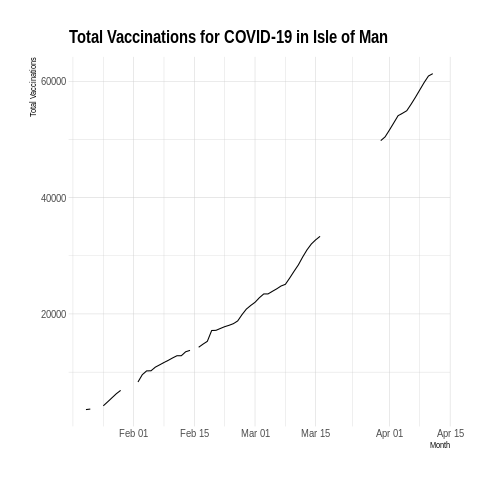 Total Vaccinations for COVID-19 in Isle of Man
Total Vaccinations
60000
40000
20000
Feb 01 Feb 15 Mar 01 Mar 15 Apr 01 Apr 15
Month